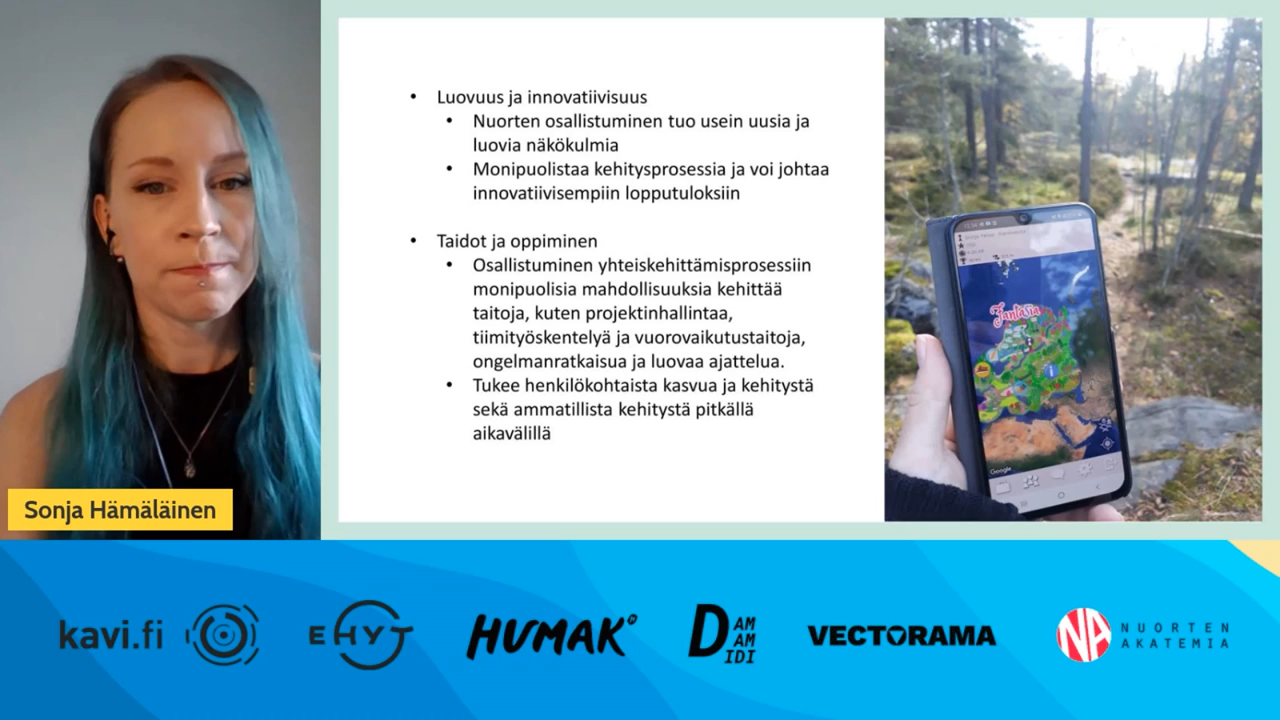 • Luovuus ja innovatiivisuus
• Nuorten osallistuminen tuo usein uusia ja
luovia näkökulmia
• Monipuolistaa kehitysprosessia ja voi johtaa
innovatiivisempiin lopputuloksiin
• Taidot ja oppiminen
• Osallistuminen yhteiskehittämisprosessiin
monipuolisia mahdollisuuksia kehittää
taitoja, kuten projektinhallintaa,
tiimityöskentelyä ja vuorovaikutustaitoja,
ongelmanratkaisua ja luovaa ajattelua.
• Tukee henkilökohtaista kasvua ja kehitystä
sekä ammatillista kehitystä pitkällä
aikavälillä
Fantasia
Google
Sonja Hämäläinen
kavi.fi
EHYT
HUMAK
DAM
AM
IDI
VECTORAMA
NA NUORTEN
AKATEMIA